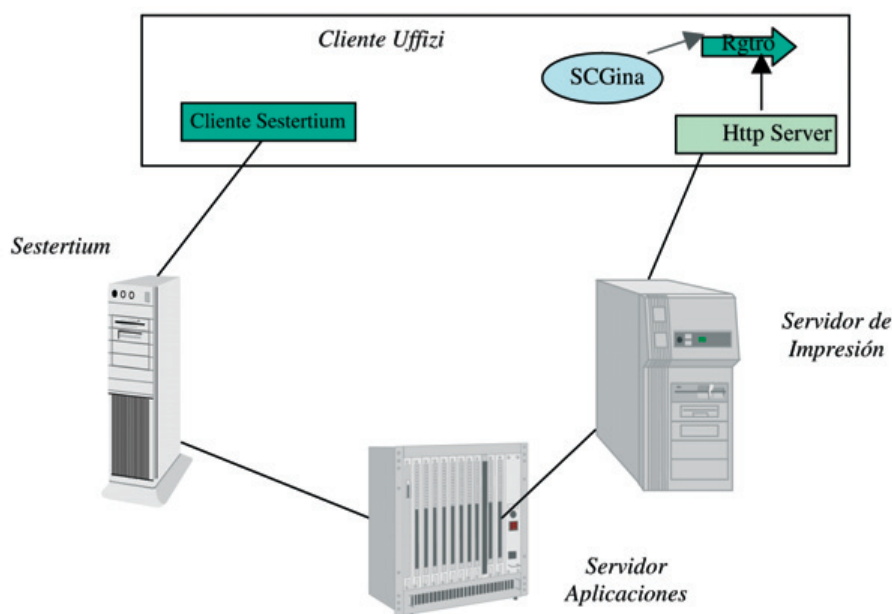 Cliente Uffizi
Rgtro
SCGina
Cliente Sestertium
Http Server
Sestertium
Servidor de
Impresión
Servidor
Aplicaciones